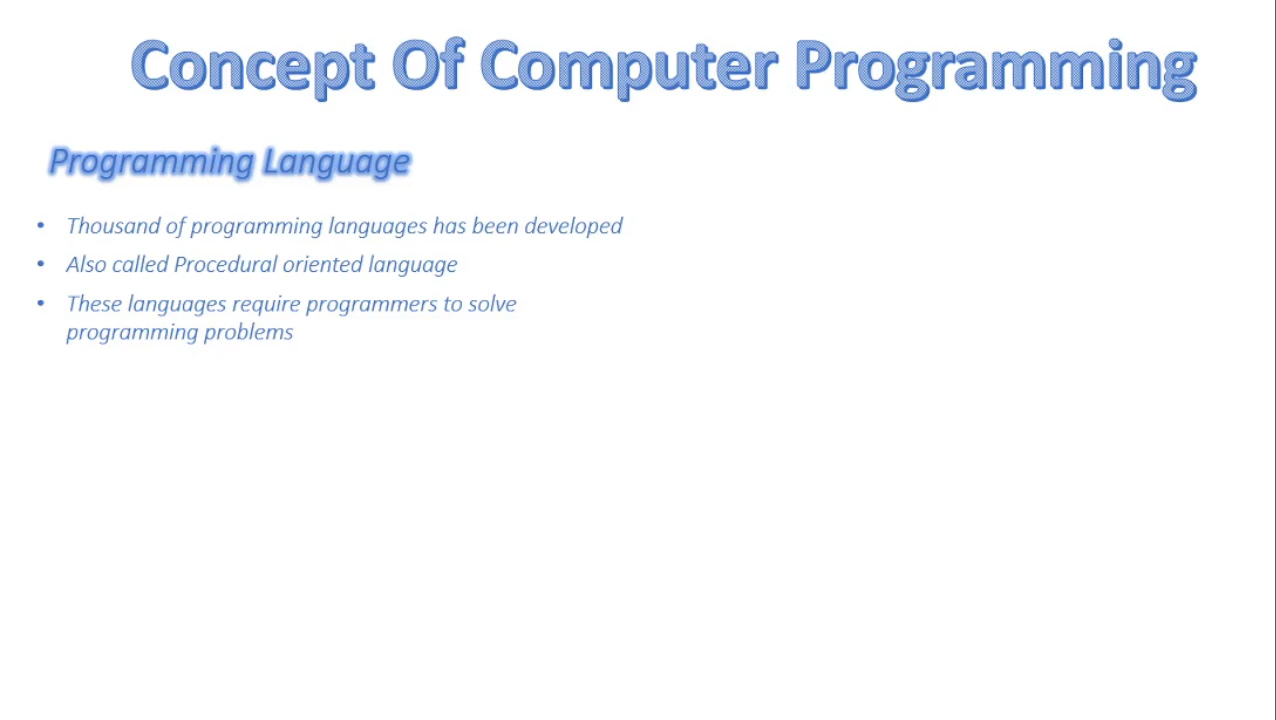 Concept Of Computer Programming
Programming Language
• Thousand of programming languages has been developed
• Also called Procedural oriented language
• These languages require programmers to solve
programming problems